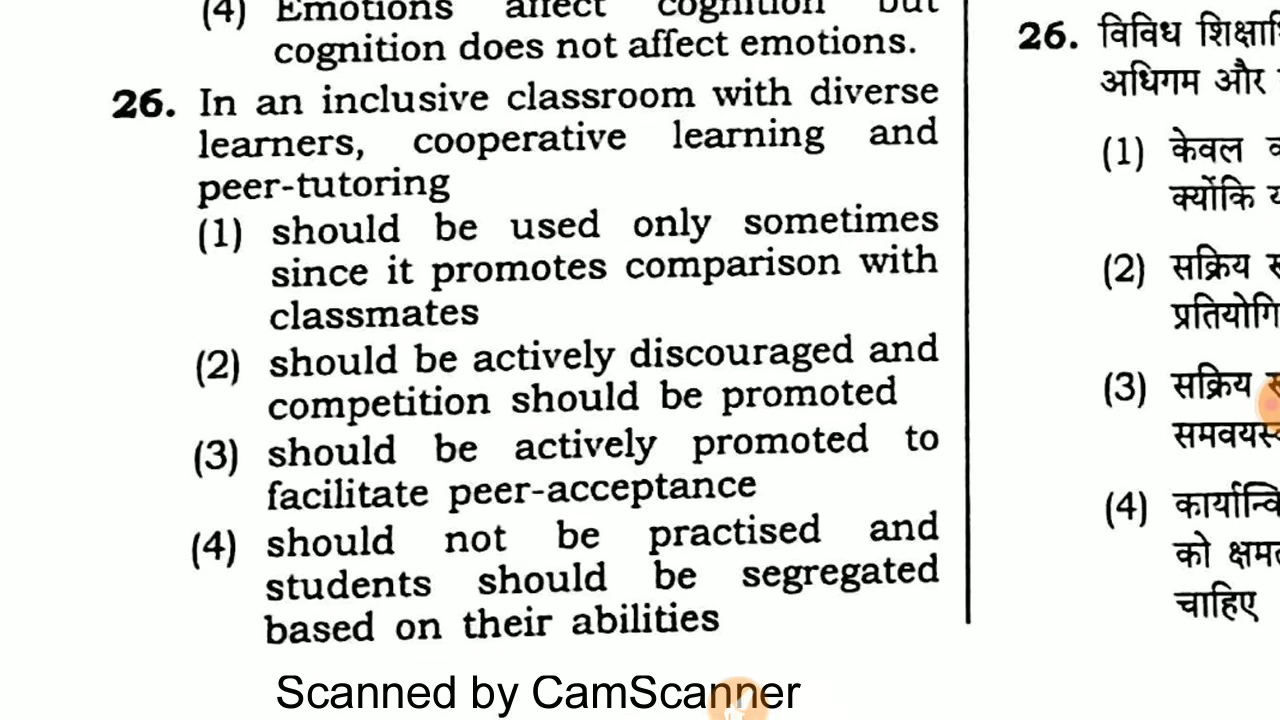 (4) Emotions affect cognition but
cognition does not affect emotions.
26. In an inclusive classroom with diverse
learners, cooperative learning and
peer-tutoring
(1) should be used only sometimes
since it promotes comparison with
classmates
(2) should be actively discouraged and
competition should be promoted
(3) should be actively promoted to
facilitate peer-acceptance
(4) should not be practised and
students should be segregated
based on their abilities
26. विविध
अधिगम और
(1) केवल
क्योंकि
(2) सक्रिय
(3) सक्रिय
(4)
को
चाहिए
Scanned by CamScanner